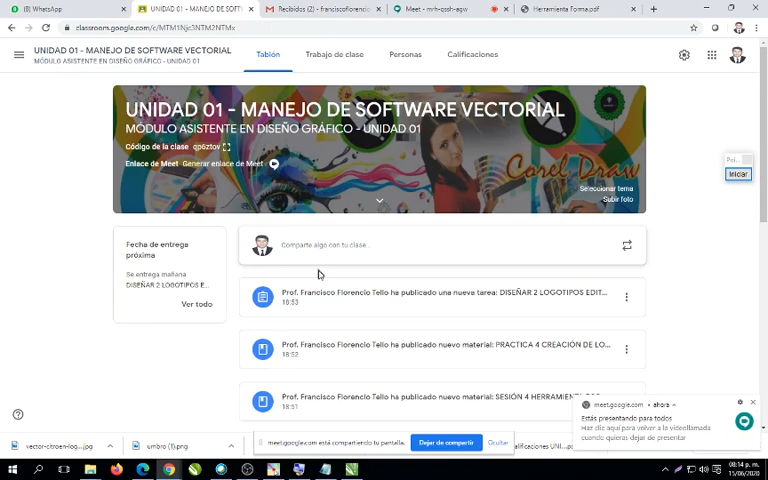 (8) WhatsApp
UNIDAD 01 - MANEJO DE SOFTW
Recibidos (2) - franciscoflorencio
Meet - mrh-qssh-agw
Herramienta Forma.pdf
classroom.google.com/c/MTM1Njc3NTM2NTMx
UNIDAD 01 - MANEJO DE SOFTWARE VECTORIAL
MÓDULO ASISTENTE EN DISEÑO GRÁFICO - UNIDAD 01
Tablón
Trabajo de clase
Personas
Calificaciones
UNIDAD 01 - MANEJO DE SOFTWARE VECTORIAL
MÓDULO ASISTENTE EN DISEÑO GRÁFICO - UNIDAD 01
Código de la clase qp6ztov
Enlace de Meet Generar enlace de Meet
Corel Draw
Seleccionar tema
Subir foto
Poi...
Iniciar
Fecha de entrega
próxima
Se entrega mañana
DISEÑAR 2 LOGOTIPOS E...
Ver todo
Comparte algo con tu clase...
Prof. Francisco Florencio Tello ha publicado una nueva tarea: DISEÑAR 2 LOGOTIPOS EDIT...
18:53
Prof. Francisco Florencio Tello ha publicado nuevo material: PRACTICA 4 CREACIÓN DE LO...
18:52
Prof. Francisco Florencio Tello ha publicado nuevo material: SESIÓN 4 HERRAMIENTAS
18:51
meet.google.com • ahora
Estás presentando para todos
Haz clic aquí para volver a la videollamada
cuando quieras dejar de presentar
vector-citroen-log....jpg
umbro (1).png
meet.google.com está compartiendo tu pantalla.
Dejar de compartir
Ocultar
alificaciones UNI...
08:14 p. m.
15/06/2020